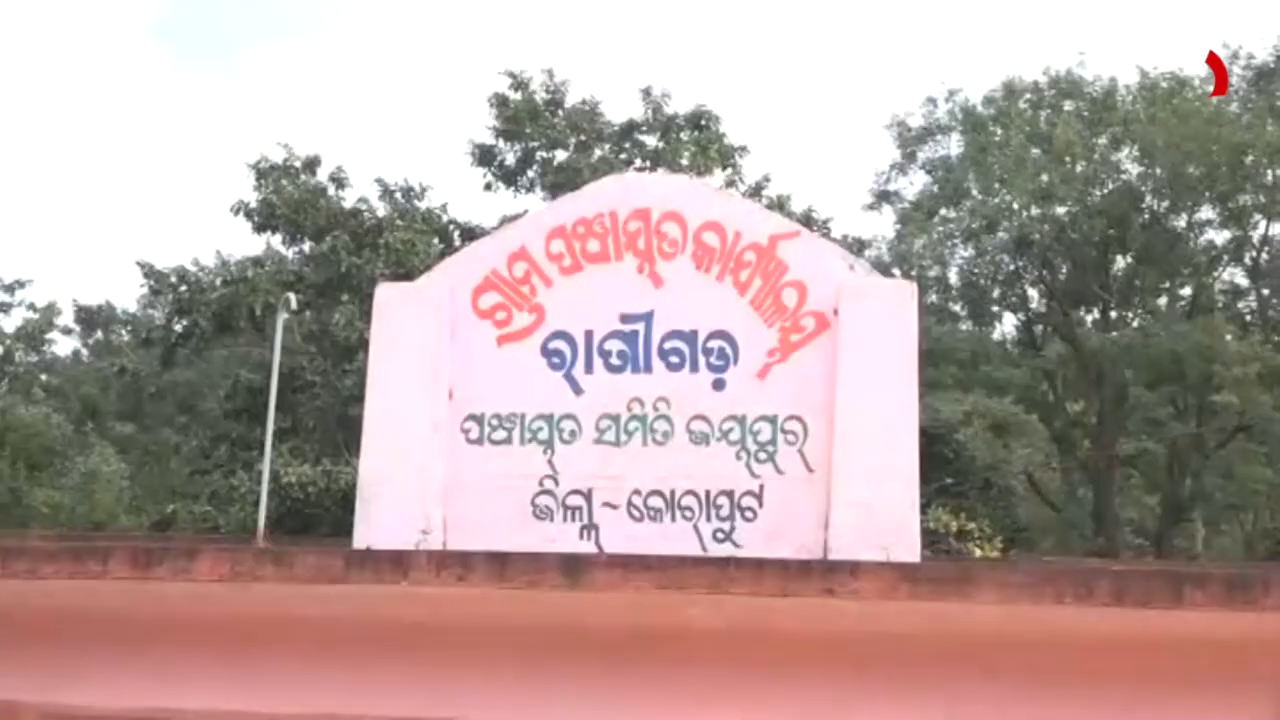 ଗ୍ରାମ ପଞ୍ଚାୟତ କାର୍ଯ୍ୟାଳୟ
ରାଣୀଗଡ଼
ପଞ୍ଚାୟତ ସମିତି ଜୟପୁର
ଜିଲ୍ଲା ~ କୋରାପୁଟ